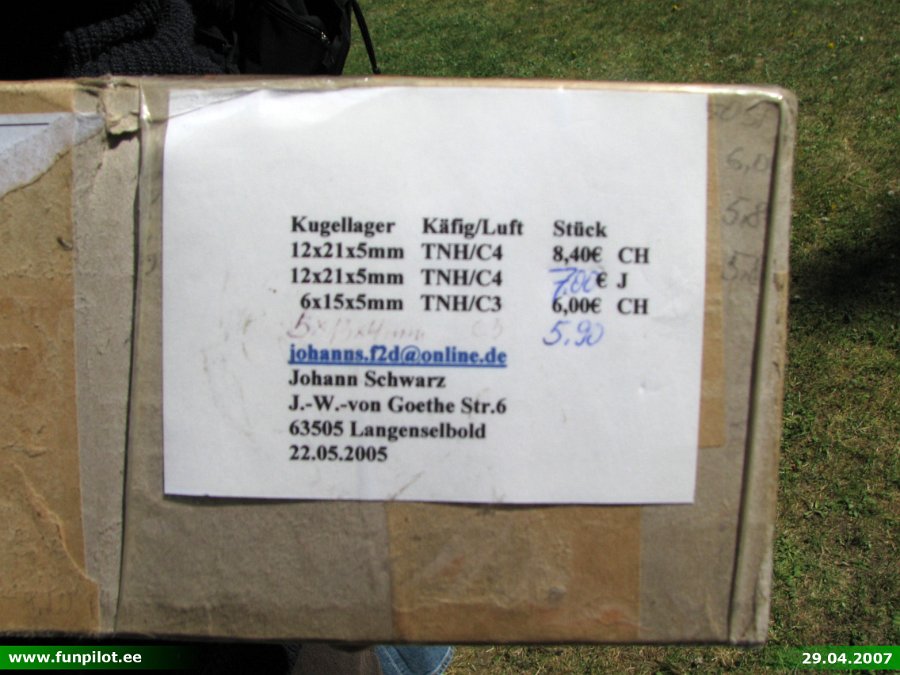 Kugellager Käfig/Luft Stück
12x21x5mm TNH/C4 8,40€ CH
12x21x5mm TNH/C4 7,00€ J
6x15x5mm TNH/C3 6,00€ CH
5x13x4mm C3 5.90
johanns.f2d@online.de
Johann Schwarz
J.-W.-von Goethe Str.6
63505 Langenselbold
22.05.2005
www.funpilot.ee 29.04.2007